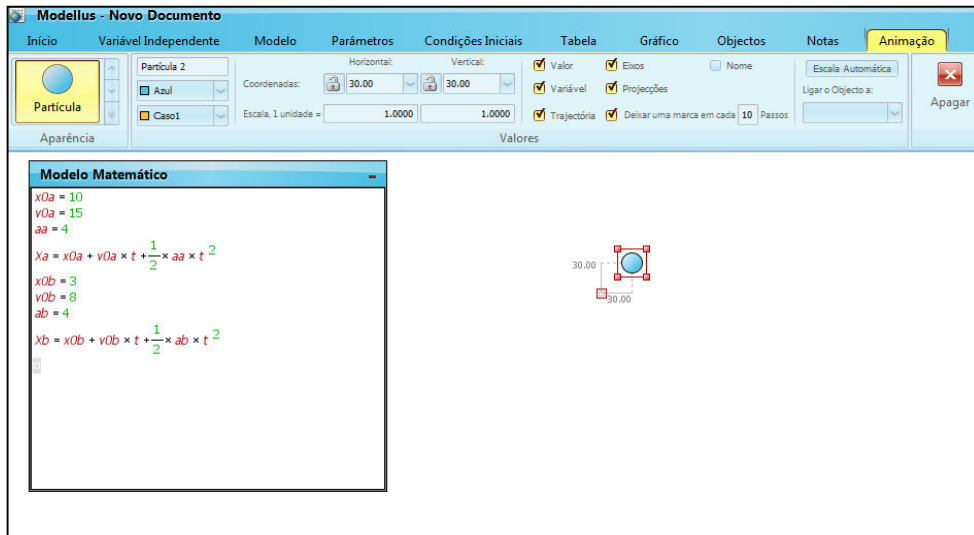 Modellus - Novo Documento
Início Variável Independente Modelo Parâmetros Condições Iniciais Tabela Gráfico Objectos Notas Animação
Partícula
Aparência
Partícula 2
Azul
Caso1
Horizontal: Vertical:
Coordenadas: 30.00 30.00
Escala, 1 unidade = 1.0000 1.0000
Valor Eixos Nome
Variável Projecções
Trajectória Deixar uma marca em cada 10 Passos
Escala Automática
Ligar o Objecto a:
Valores
Apagar
Modelo Matemático
x0a = 10
v0a = 15
aa = 4
Xa = x0a + v0a × t + 1/2 × aa × t ²
x0b = 3
v0b = 8
ab = 4
Xb = x0b + v0b × t + 1/2 × ab × t ²
30.00
30.00